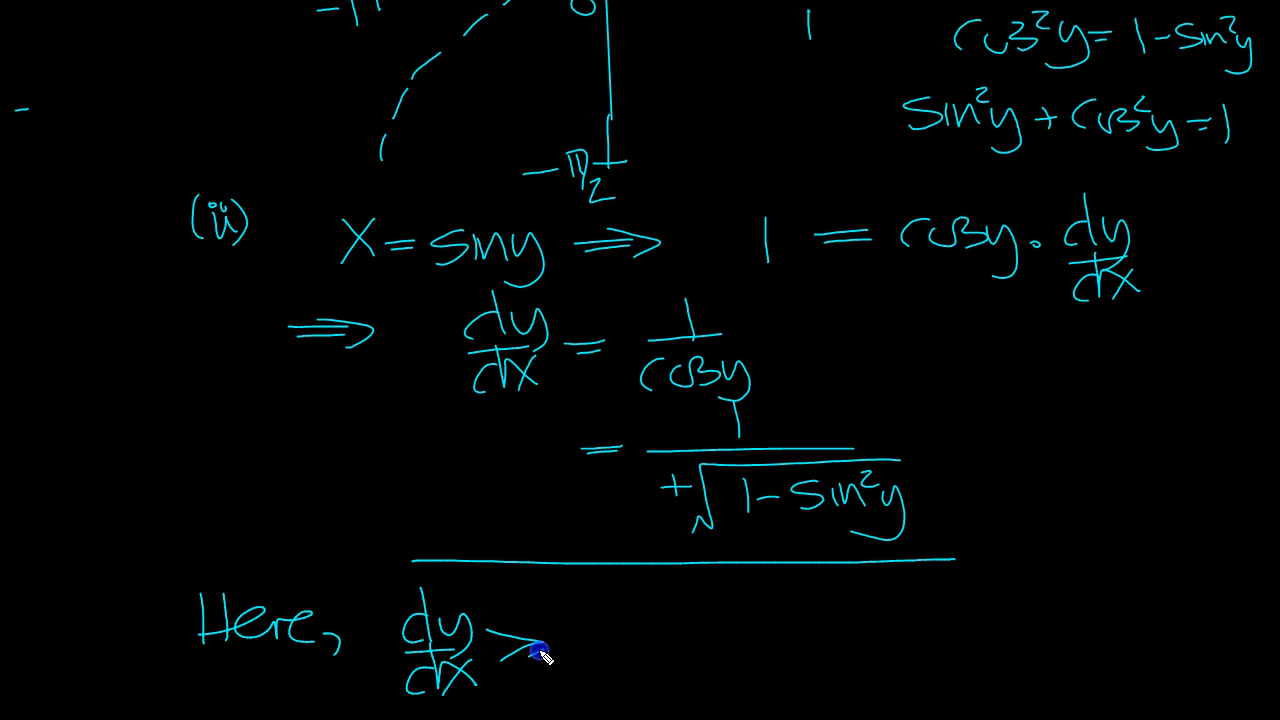 1
cos²y = 1 - sin²y
sin²y + cos²y = 1
-π/2
(ii) x = sin y ⟹ 1 = cos y · dy/dx
⟹ dy/dx = 1/cos y
= 1/+√(1 - sin²y)
Here, dy/dx >